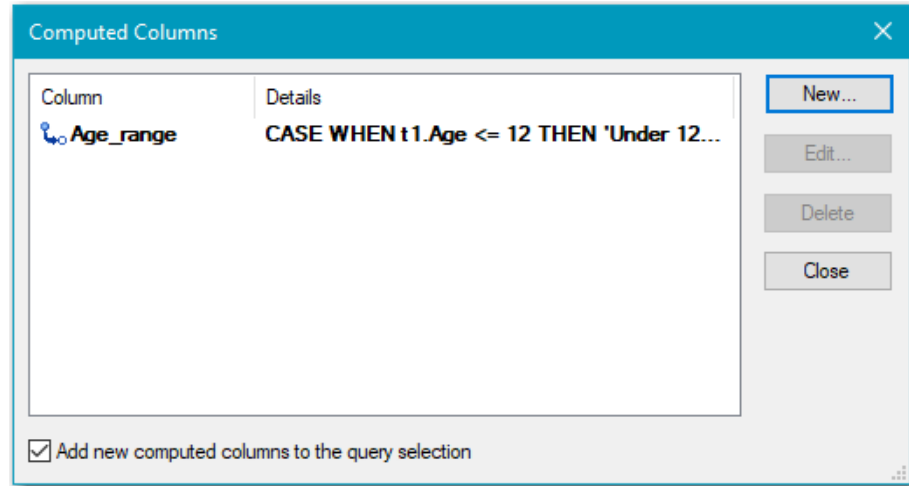 Computed Columns
Column Details
Age_range CASE WHEN t1.Age <= 12 THEN 'Under 12...
New...
Edit...
Delete
Close
Add new computed columns to the query selection